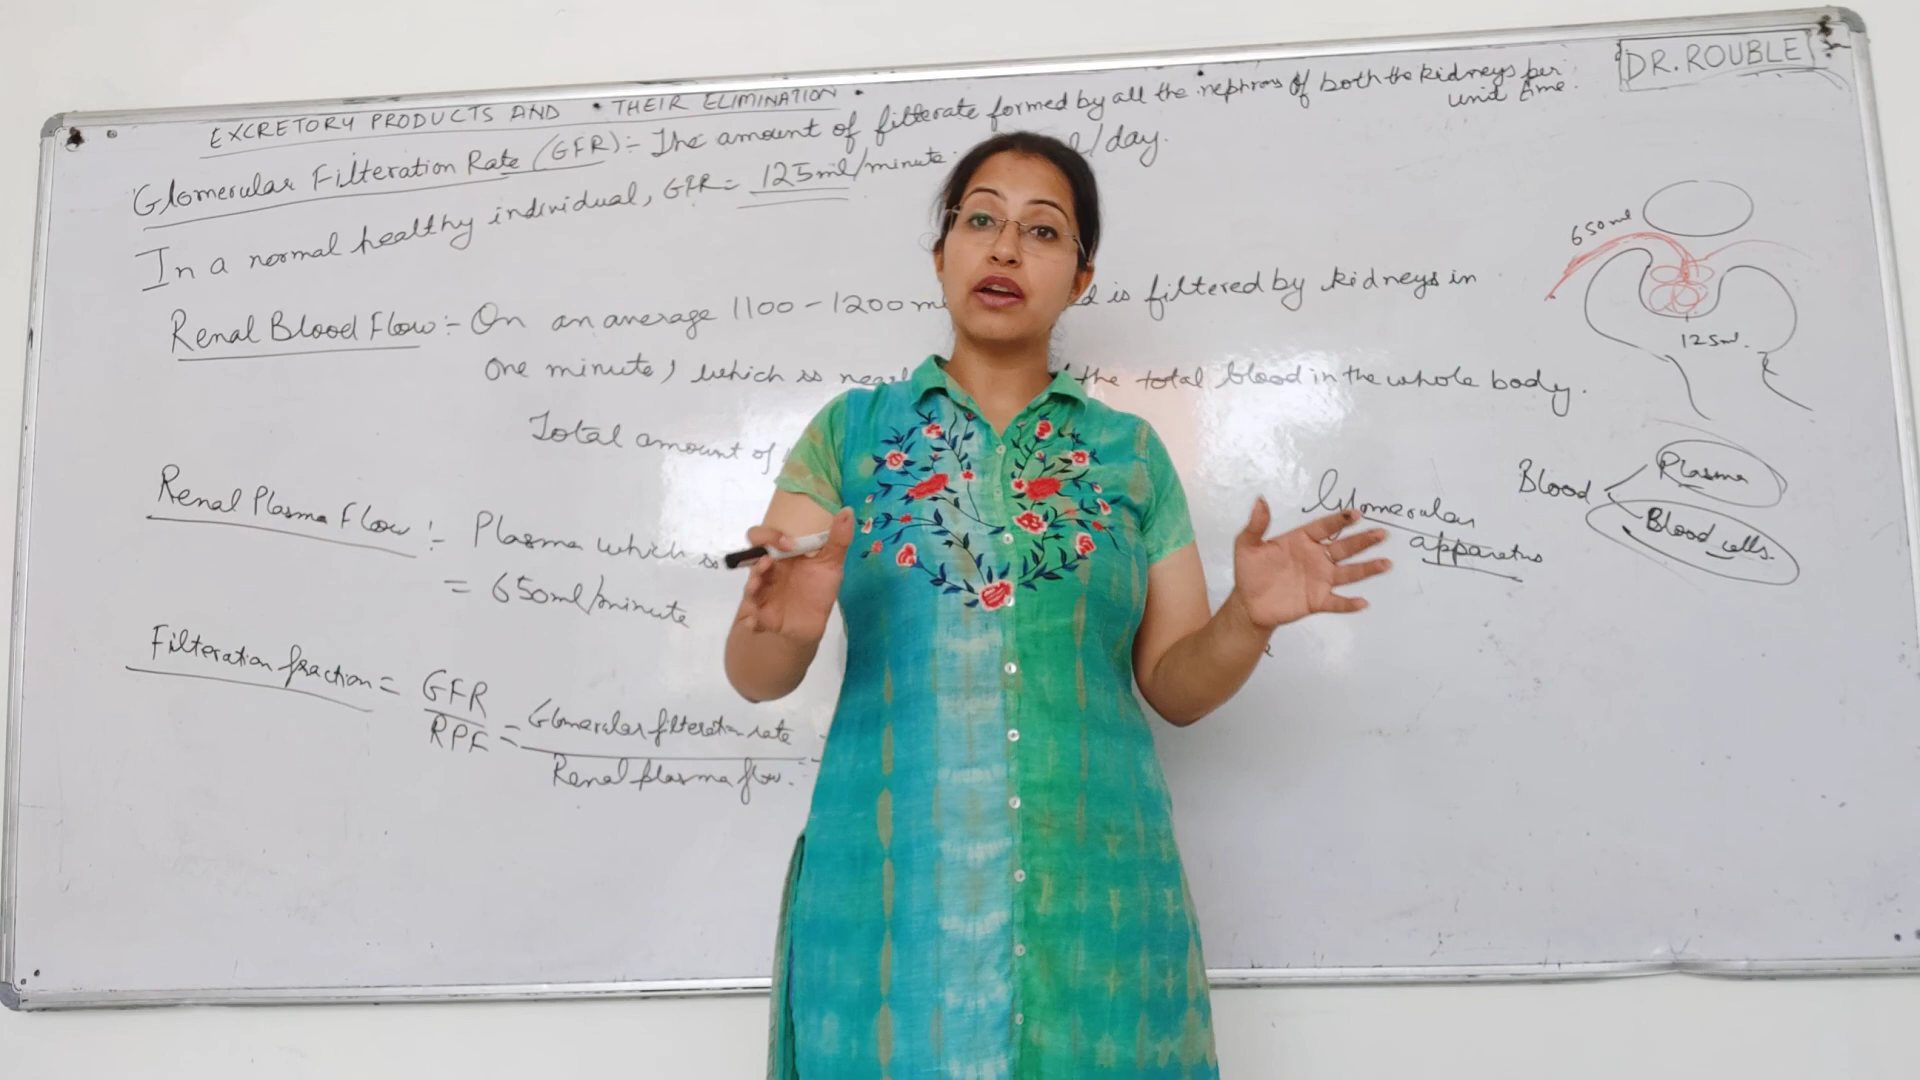 DR. ROUBLE
EXCRETORY PRODUCTS AND • THEIR ELIMINATION •
Glomerular Filteration Rate (GFR):- The amount of filterate formed by all the nephrons of both the kidneys per
unit time.
In a normal healthy individual, GFR = 125ml/minute. l/day.
650ml
125ml.
Renal Blood Flow:- On an average 1100-1200 m d is filtered by kidneys in
one minute, which is nearl the total blood in the whole body.
Total amount of
Blood
Plasma
Blood cells.
Glomerular
apparatus
Renal Plasma Flow:- Plasma which is
= 650ml/minute
Filteration fraction = GFR
RPF
= Glomerular filteration rate
Renal plasma flow.